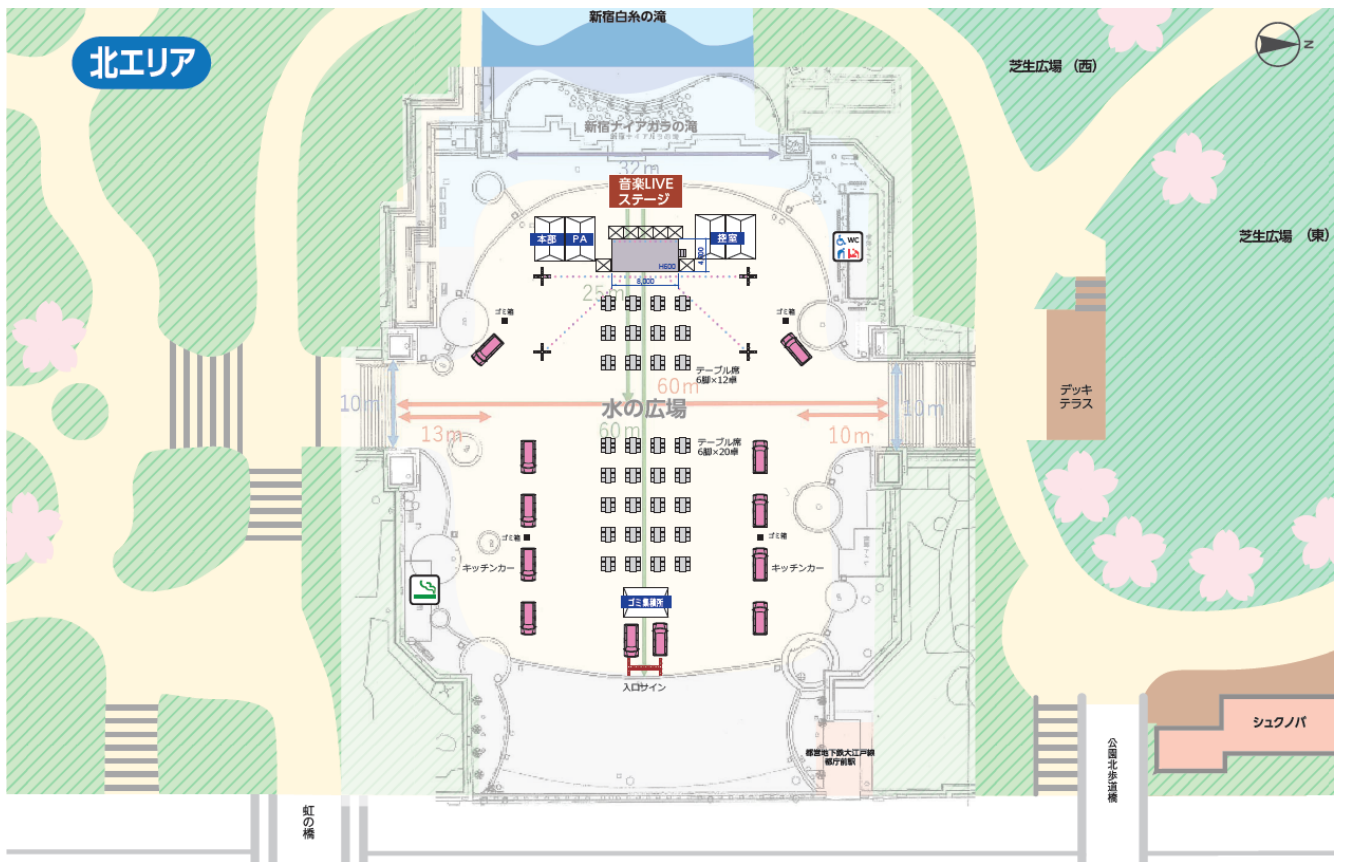 新宿白糸の滝
北エリア
N
芝生広場 (西)
新宿ナイアガラの滝
32m
音楽LIVE
ステージ
本部
PA
控室
WC
芝生広場 (東)
H600
4,800
8,000
25m
ゴミ箱
ゴミ箱
テーブル席
6脚×12卓
デッキ
テラス
10m
60m
10m
水の広場
13m
60m
10m
テーブル席
6脚×20卓
ゴミ箱
ゴミ箱
キッチンカー
キッチンカー
ゴミ集積所
入口サイン
シュクノバ
都営地下鉄大江戸線
都庁前駅
公園北歩道橋
虹の橋